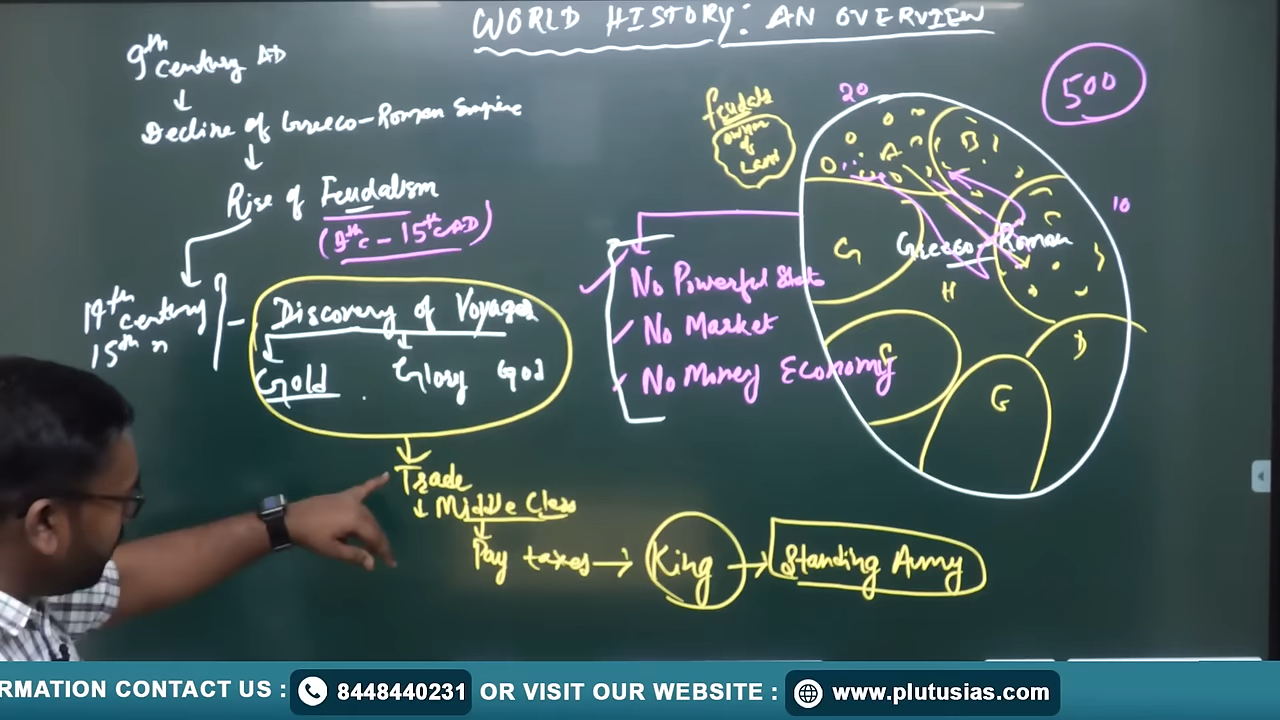 WORLD HISTORY: AN OVERVIEW
9th Century AD
Decline of Greeco-Roman Empire
Rise of Feudalism
(9th C - 15th C AD)
14th Century
15th "
Discovery of Voyages
Gold Glory God
Trade
Middle Class
Pay taxes → King → Standing Army
Feudals
owner
of
Land
No Powerful State
No Market
No Money Economy
20
500
10
A
B
C
G
Greeco-Roman
H
D
G
RMATION CONTACT US : 8448440231 OR VISIT OUR WEBSITE : www.plutusias.com